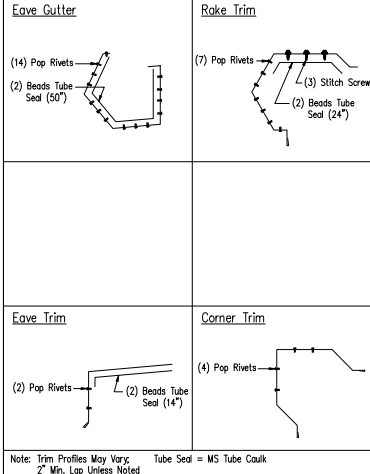 Eave Gutter
(14) Pop Rivets
(2) Beads Tube
Seal (50")
Rake Trim
(7) Pop Rivets
(3) Stitch Screw
(2) Beads Tube
Seal (24")
Eave Trim
(2) Pop Rivets
(2) Beads Tube
Seal (14")
Corner Trim
(4) Pop Rivets
Note: Trim Profiles May Vary; Tube Seal = MS Tube Caulk
2" Min. Lap Unless Noted